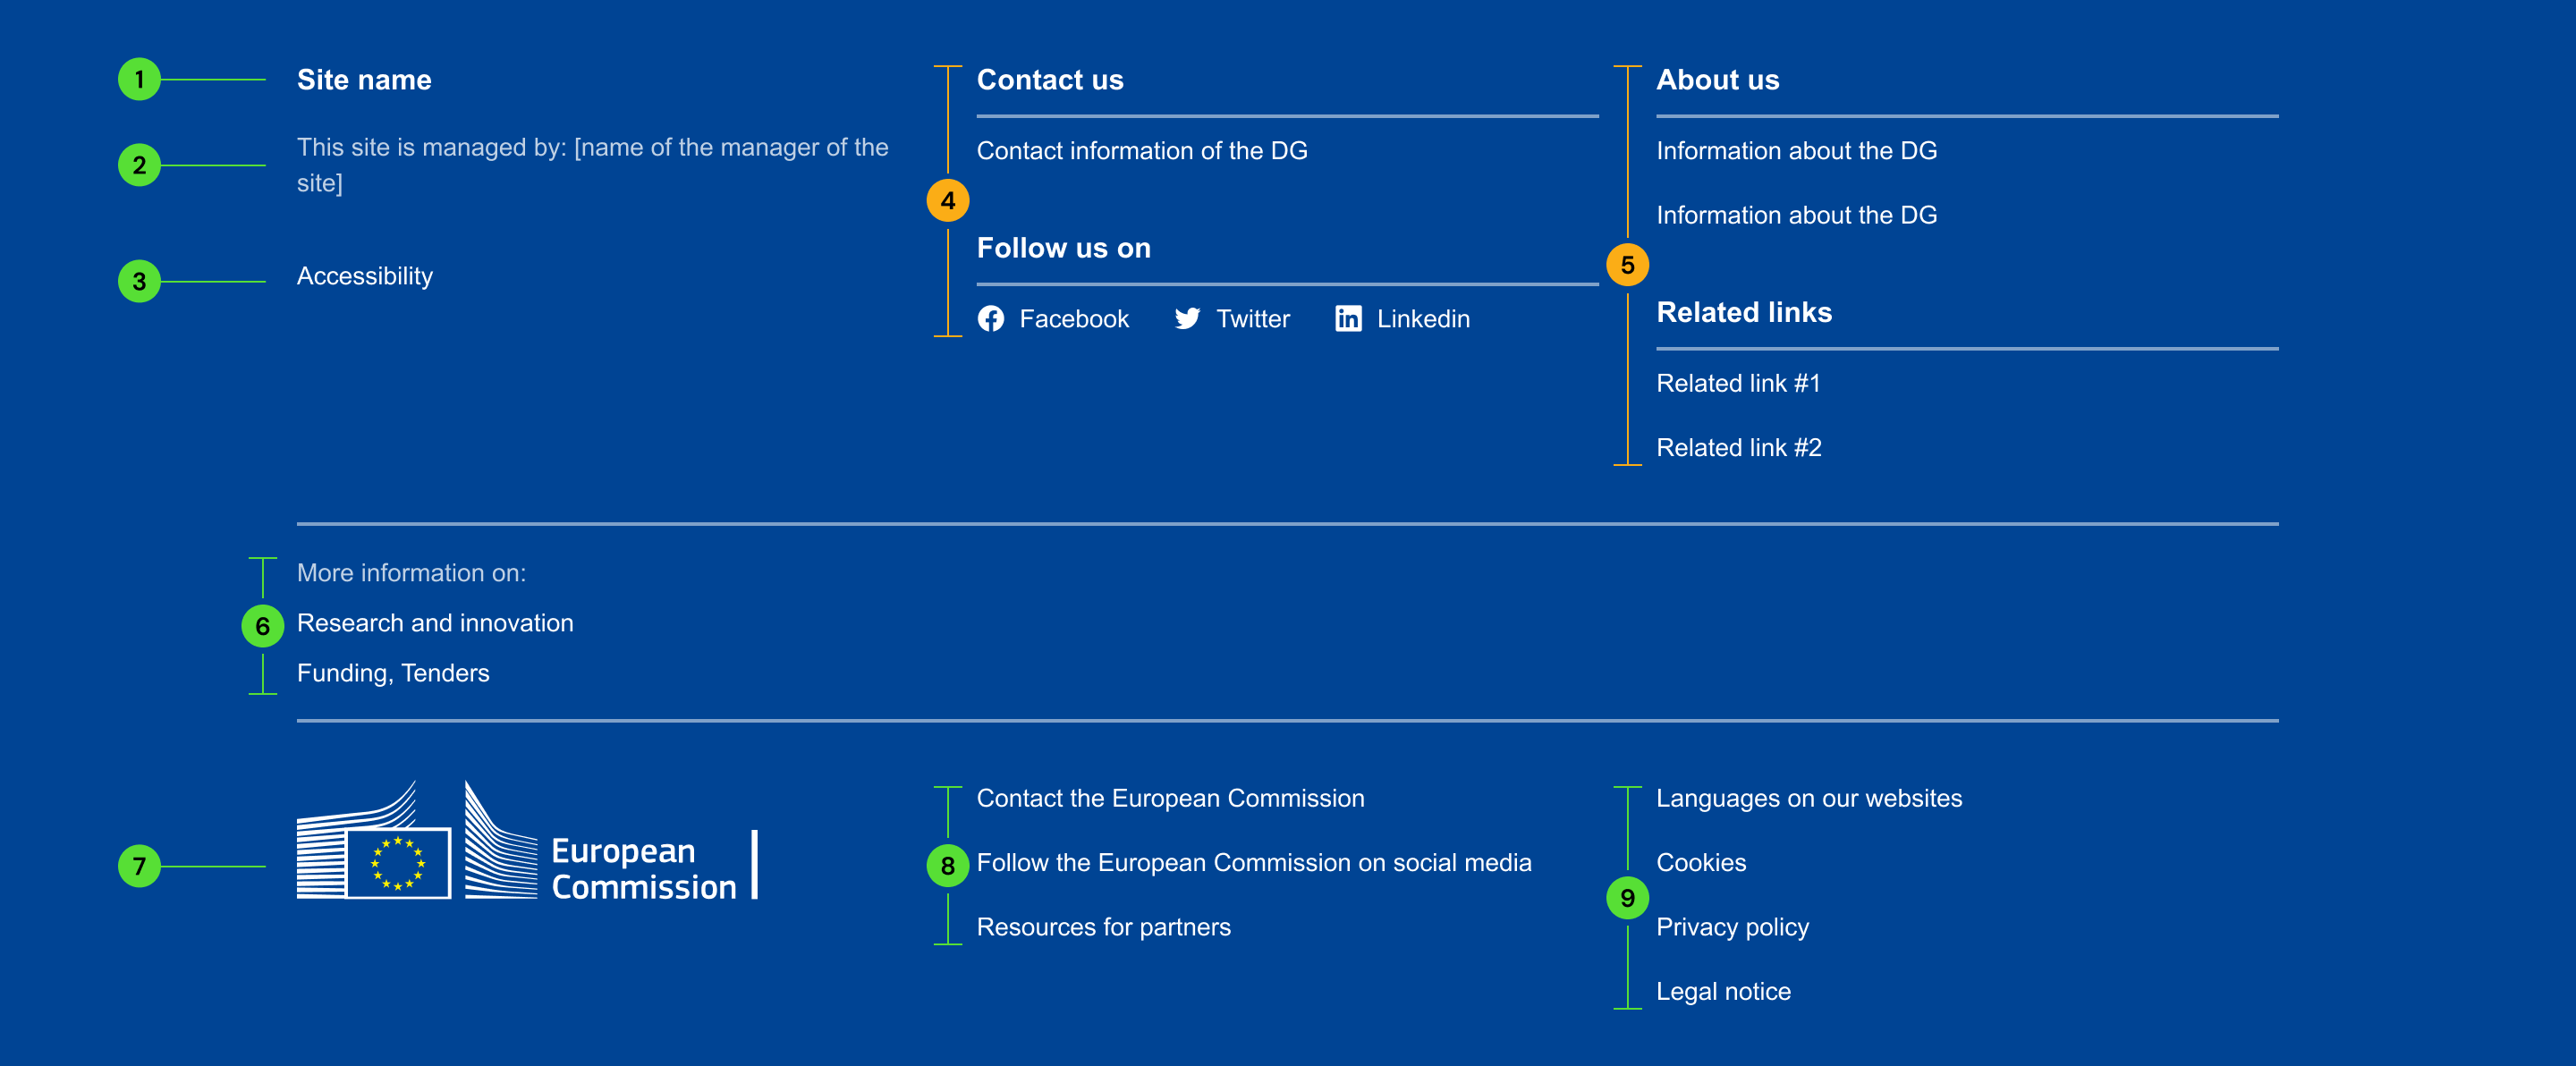 1
Site name
2
This site is managed by: [name of the manager of the
site]
3
Accessibility
4
Contact us
Contact information of the DG
Follow us on
Facebook
Twitter
Linkedin
5
About us
Information about the DG
Information about the DG
Related links
Related link #1
Related link #2
6
More information on:
Research and innovation
Funding, Tenders
7
European
Commission
8
Contact the European Commission
Follow the European Commission on social media
Resources for partners
9
Languages on our websites
Cookies
Privacy policy
Legal notice